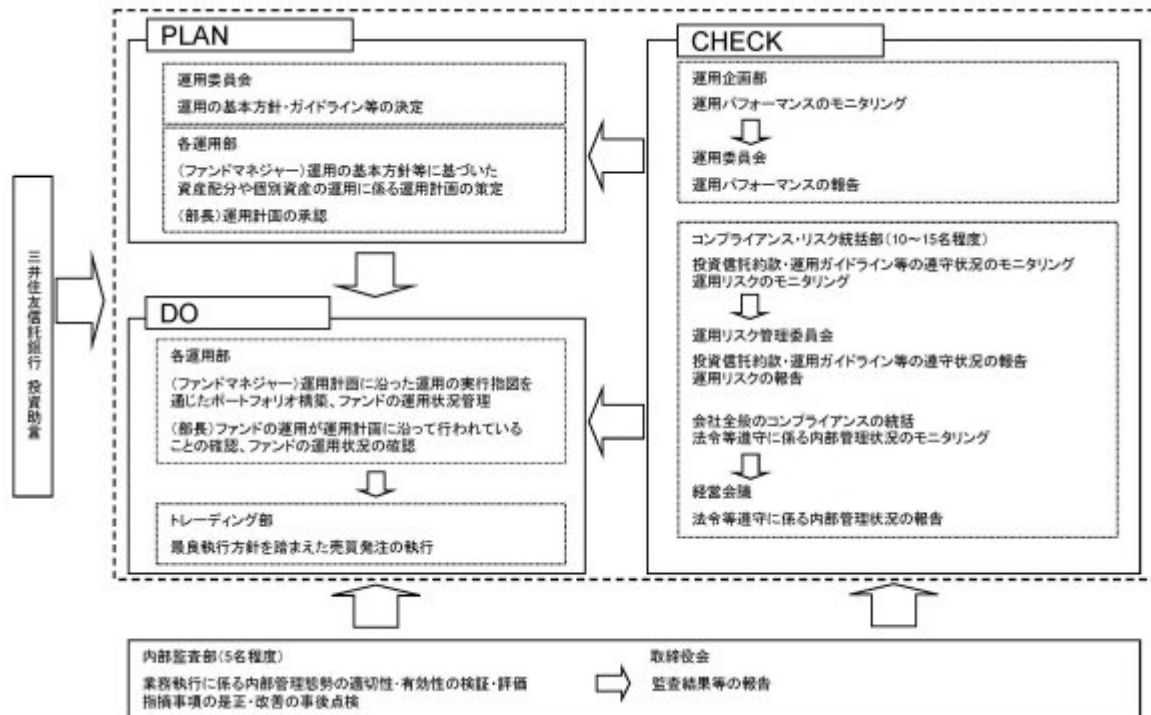 三井住友信託銀行 投資助言
PLAN
運用委員会
運用の基本方針・ガイドライン等の決定
各運用部
(ファンドマネジャー)運用の基本方針等に基づいた
資産配分や個別資産の運用に係る運用計画の策定
(部長)運用計画の承認
DO
各運用部
(ファンドマネジャー)運用計画に沿った運用の実行指図を
通じたポートフォリオ構築、ファンドの運用状況管理
(部長)ファンドの運用が運用計画に沿って行われている
ことの確認、ファンドの運用状況の確認
トレーディング部
最良執行方針を踏まえた売買発注の執行
CHECK
運用企画部
運用パフォーマンスのモニタリング
運用委員会
運用パフォーマンスの報告
コンプライアンス・リスク統括部(10～15名程度)
投資信託約款・運用ガイドライン等の遵守状況のモニタリング
運用リスクのモニタリング
運用リスク管理委員会
投資信託約款・運用ガイドライン等の遵守状況の報告
運用リスクの報告
会社全般のコンプライアンスの統括
法令等遵守に係る内部管理状況のモニタリング
経営会議
法令等遵守に係る内部管理状況の報告
内部監査部(5名程度)
業務執行に係る内部管理態勢の適切性・有効性の検証・評価
指摘事項の是正・改善の事後点検
取締役会
監査結果等の報告